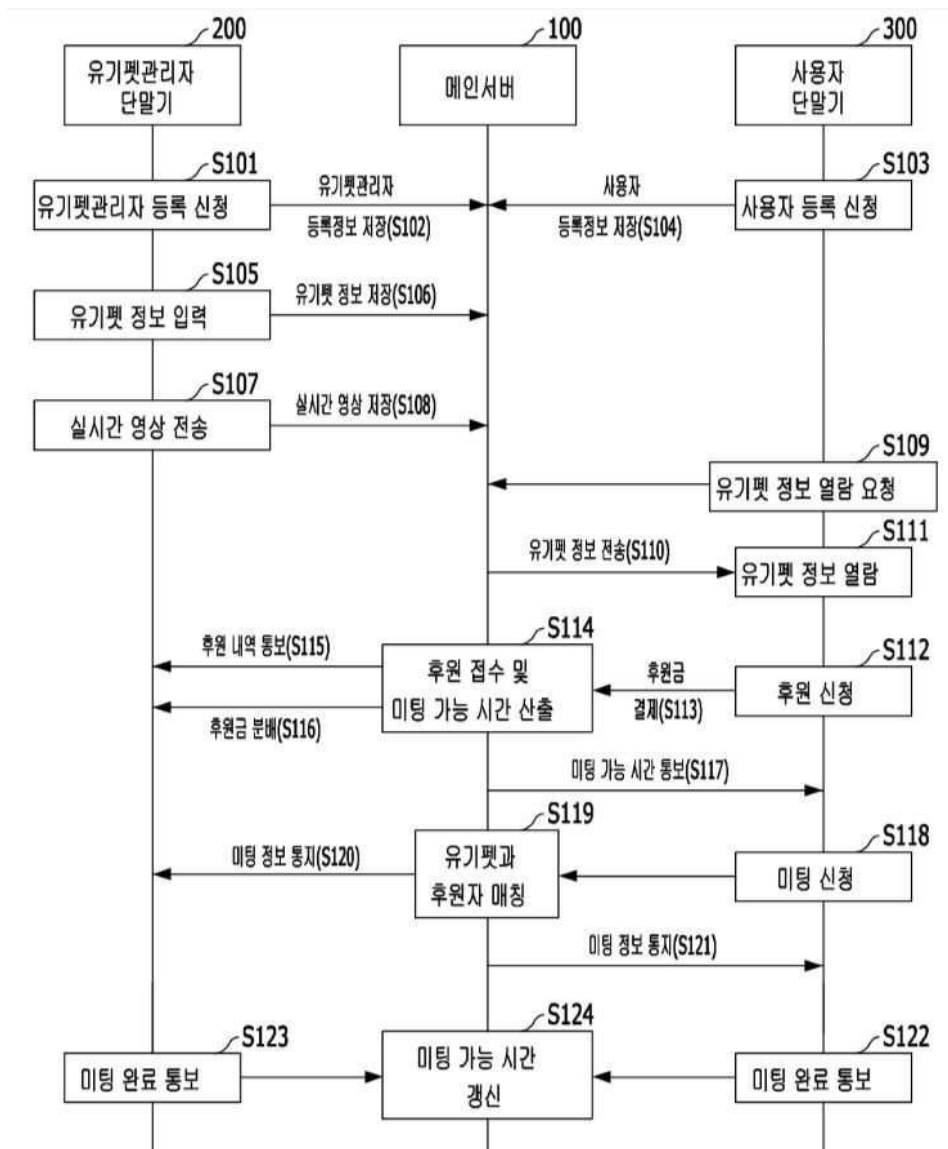 200
100
300
유기펫관리자
단말기
메인서버
사용자
단말기
S101
S103
유기펫관리자 등록 신청
유기펫관리자
등록정보 저장(S102)
사용자
등록정보 저장(S104)
사용자 등록 신청
S105
유기펫 정보 입력
유기펫 정보 저장(S106)
S107
실시간 영상 전송
실시간 영상 저장(S108)
S109
유기펫 정보 열람 요청
S111
유기펫 정보 전송(S110)
유기펫 정보 열람
S114
S112
후원 내역 통보(S115)
후원 접수 및
미팅 가능 시간 산출
후원금
결제(S113)
후원 신청
후원금 분배(S116)
미팅 가능 시간 통보(S117)
S119
S118
미팅 정보 통지(S120)
유기펫과
후원자 매칭
미팅 신청
미팅 정보 통지(S121)
S123
S124
S122
미팅 완료 통보
미팅 가능 시간
갱신
미팅 완료 통보